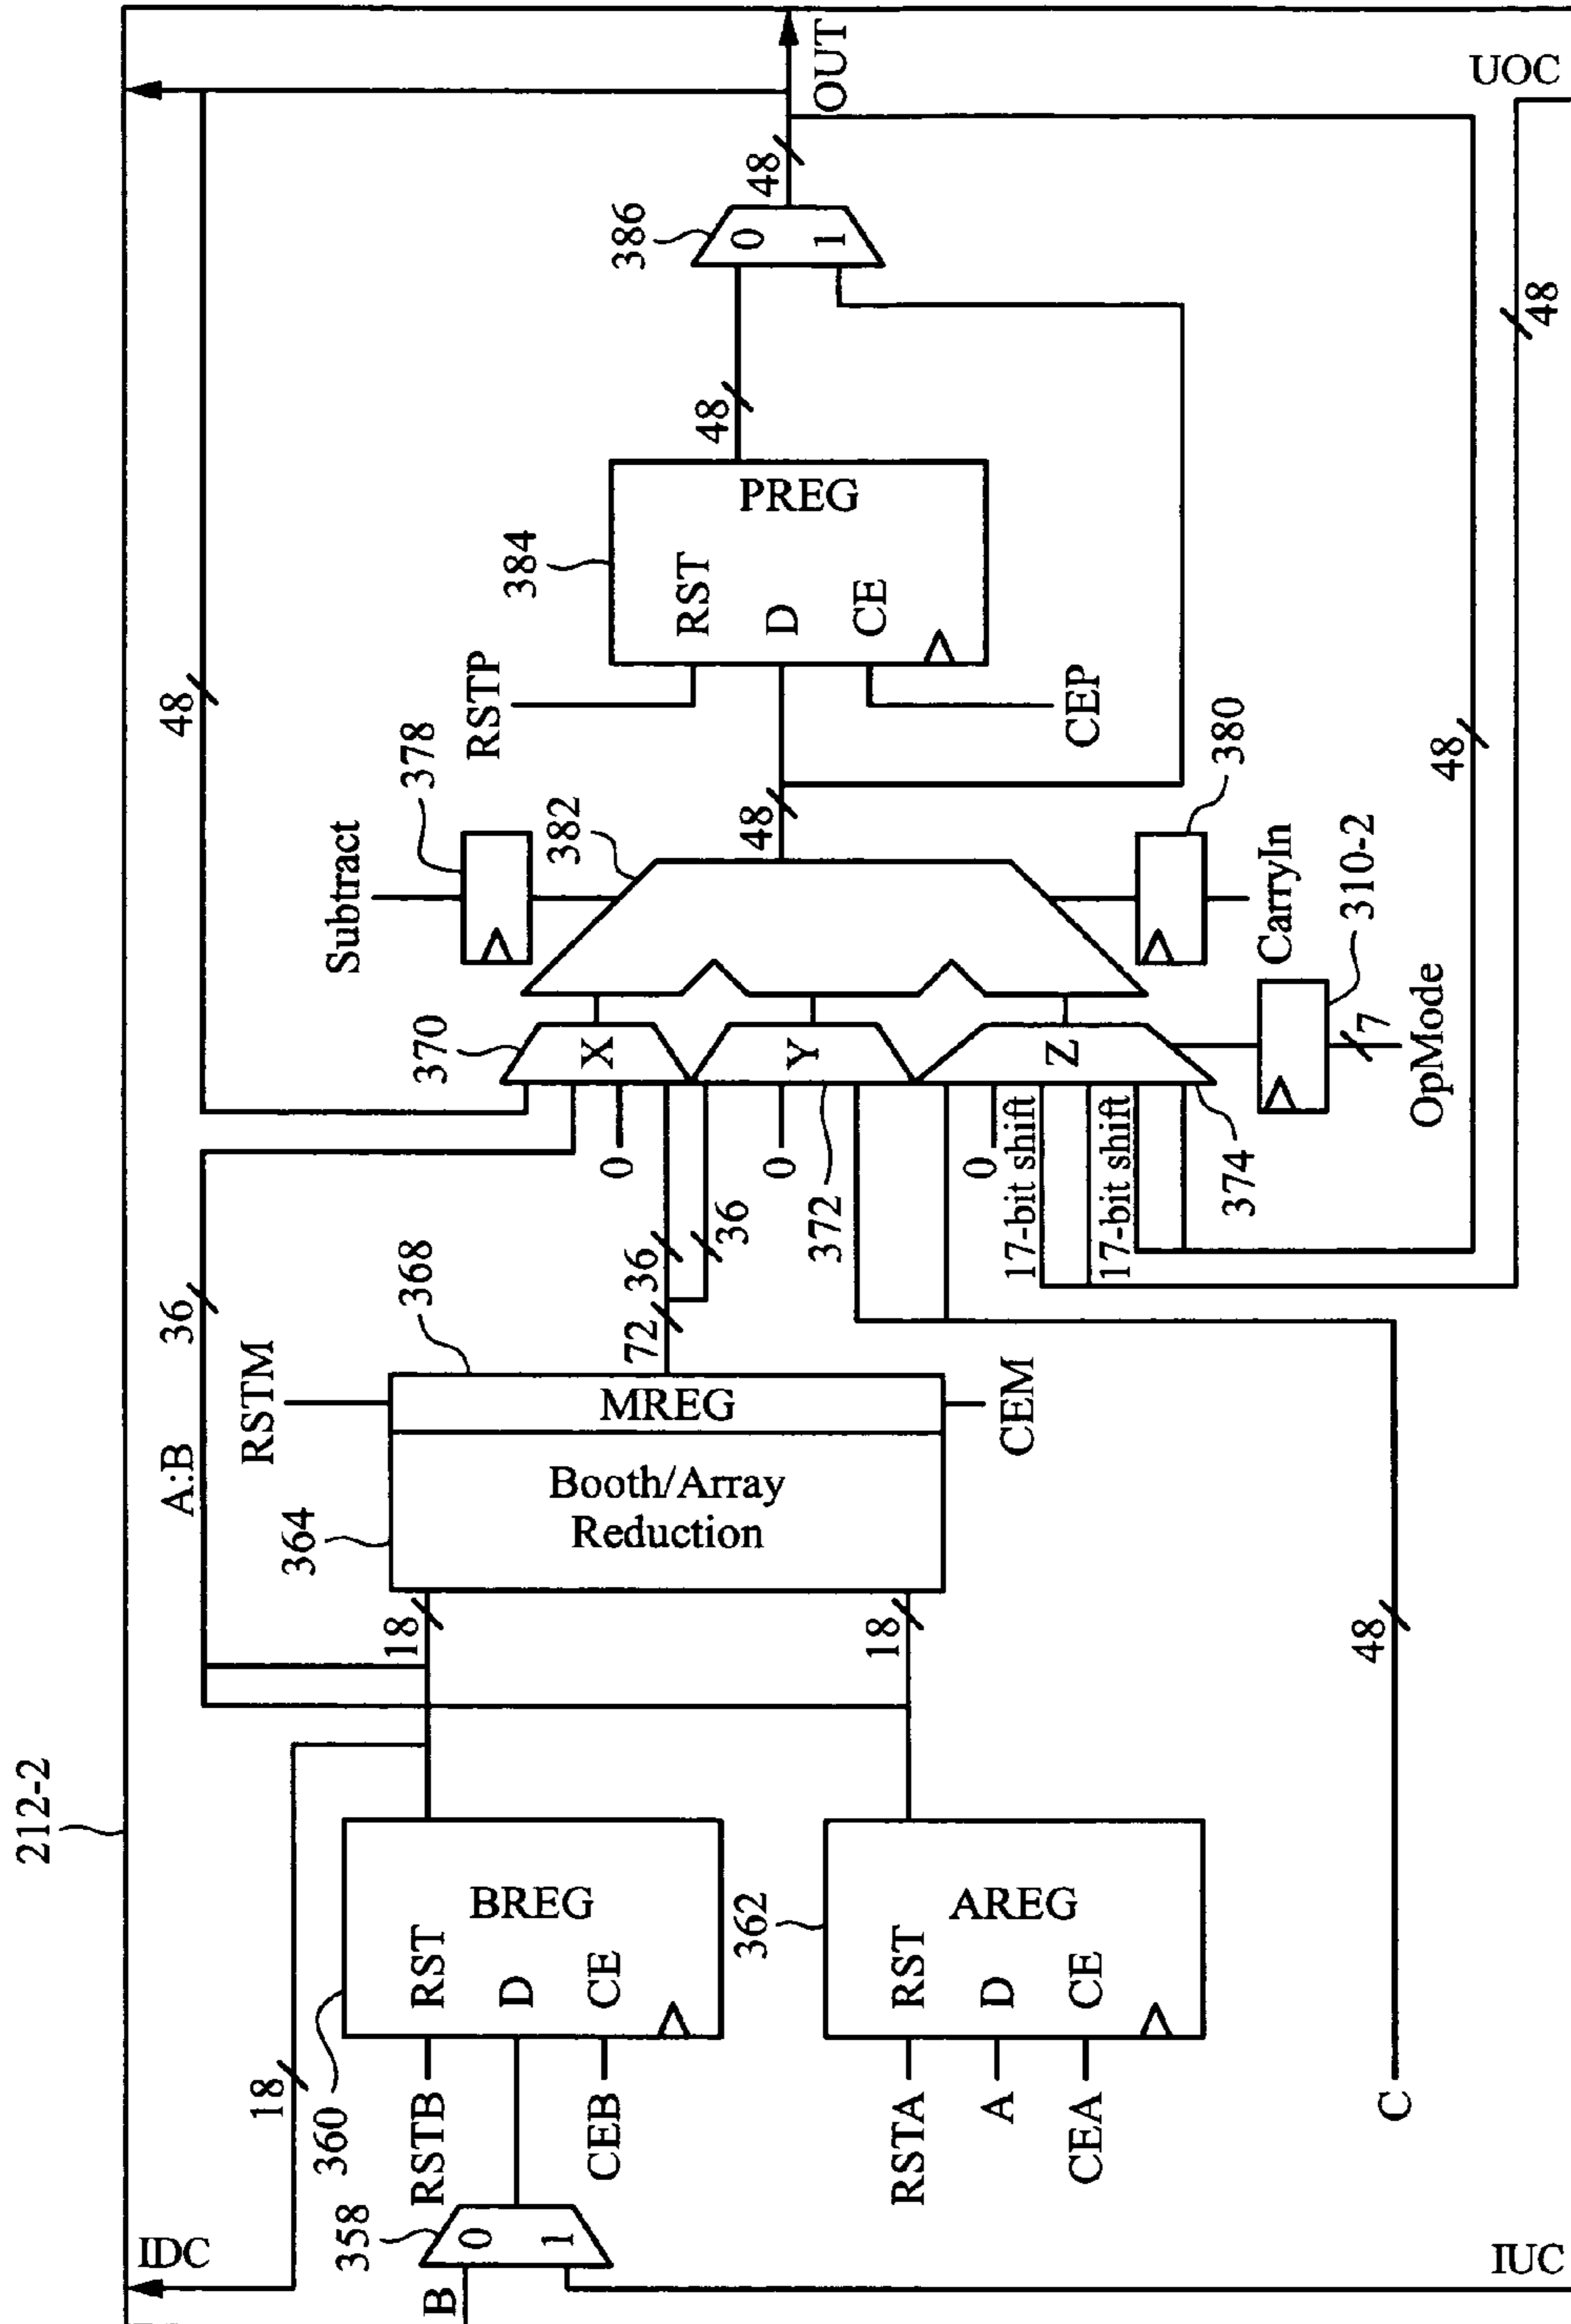 212-2
IDC
18
A:B
36
48
OUT
B
358
0
1
360
RSTB
CEB
RST
D
CE
BREG
18
364
Booth/Array
Reduction
MREG
RSTM
368
CEM
72
36
36
370
X
0
Subtract
378
382
48
RSTP
384
RST
D
CE
PREG
CEP
48
386
0
1
48
362
RSTA
A
CEA
RST
D
CE
AREG
18
372
0
Y
0
17-bit shift
17-bit shift
Z
374
380
CarryIn
310-2
7
OpMode
C
48
48
48
IUC
UOC